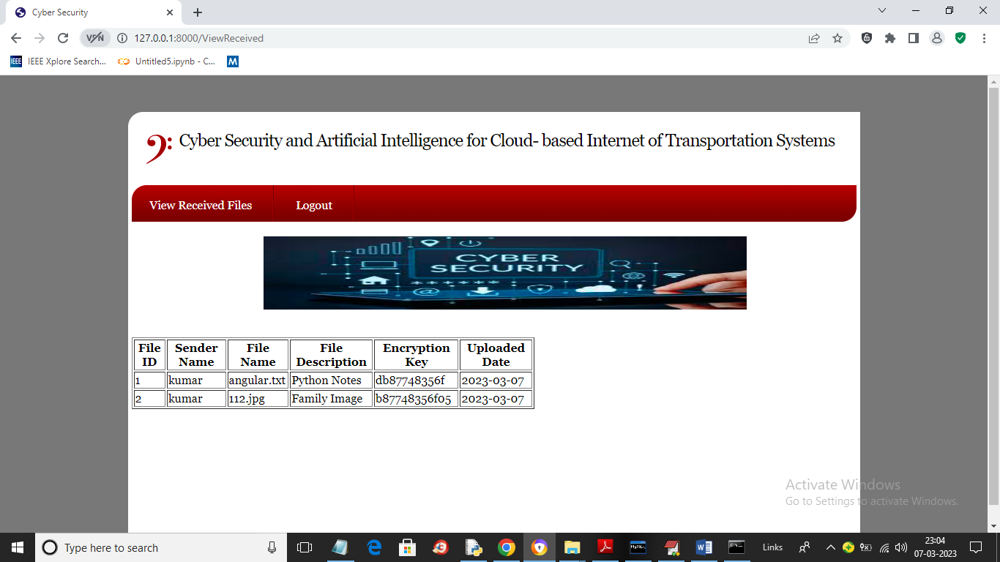 Cyber Security
VPN
127.0.0.1:8000/ViewReceived
IEEE
IEEE Xplore Search...
Untitled5.ipynb - C...
M
Cyber Security and Artificial Intelligence for Cloud- based Internet of Transportation Systems
View Received Files
Logout
CYBER
SECURITY
File ID Sender Name File Name File Description Encryption Key Uploaded Date
1 kumar angular.txt Python Notes db87748356f 2023-03-07
2 kumar 112.jpg Family Image b87748356f05 2023-03-07
Activate Windows
Go to Settings to activate Windows.
Type here to search
Links
23:04
07-03-2023